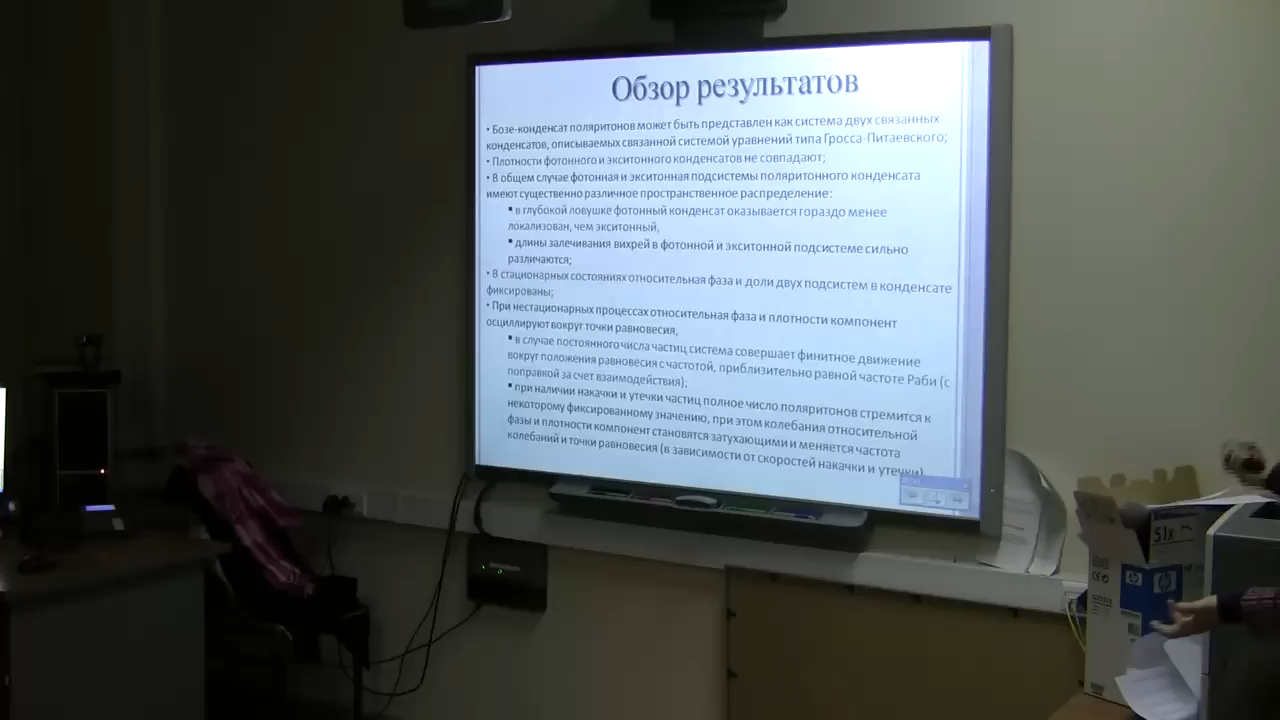 Обзор результатов
• Бозе-конденсат поляритонов может быть представлен как система двух связанных
конденсатов, описываемых связанной системой уравнений типа Гросса-Питаевского;
• Плотности фотонного и экситонного конденсатов не совпадают;
• В общем случае фотонная и экситонная подсистемы поляритонного конденсата
имеют существенно различное пространственное распределение:
▪ в глубокой ловушке фотонный конденсат оказывается гораздо менее
локализован, чем экситонный,
▪ длины залечивания вихрей в фотонной и экситонной подсистеме сильно
различаются;
• В стационарных состояниях относительная фаза и доли двух подсистем в конденсате
фиксированы;
• При нестационарных процессах относительная фаза и плотности компонент
осциллируют вокруг точки равновесия,
▪ в случае постоянного числа частиц система совершает финитное движение
вокруг положения равновесия с частотой, приблизительно равной частоте Раби (с
поправкой за счет взаимодействия);
▪ при наличии накачки и утечки частиц полное число поляритонов стремится к
некоторому фиксированному значению, при этом колебания относительной
фазы и плотности компонент становятся затухающими и меняется частота
колебаний и точки равновесия (в зависимости от скоростей накачки и утечки)
51x
hp
hp